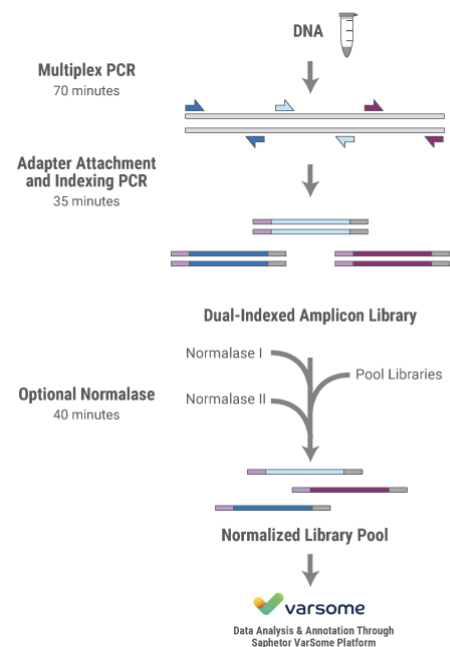 DNA
Multiplex PCR
70 minutes
Adapter Attachment
and Indexing PCR
35 minutes
Dual-Indexed Amplicon Library
Normalase I
Pool Libraries
Optional Normalase
Normalase II
40 minutes
Normalized Library Pool
varsome
Data Analysis & Annotation Through
Saphetor VarSome Platform